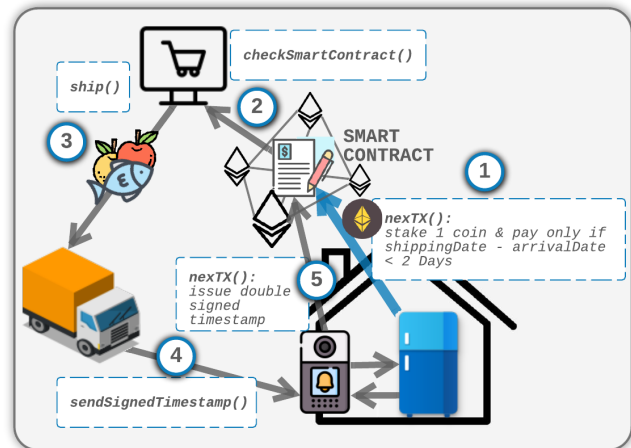 checkSmartContract()
ship()
2
3
SMART
CONTRACT
1
$
E
nexTX():
stake 1 coin & pay only if
shippingDate - arrivalDate
< 2 Days
nexTX():
issue double
signed
timestamp
5
4
sendSignedTimestamp()